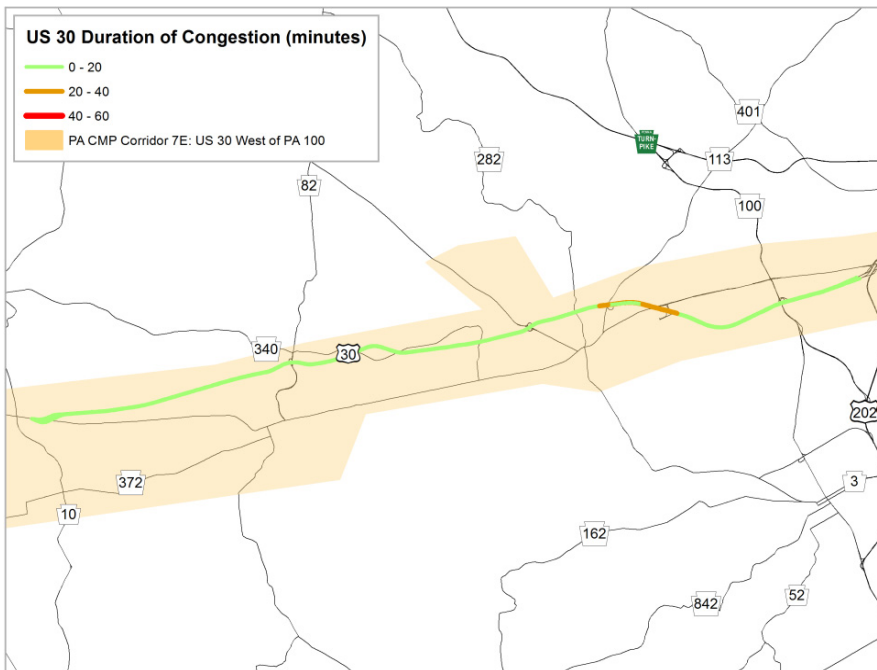 US 30 Duration of Congestion (minutes)
0 - 20
20 - 40
40 - 60
PA CMP Corridor 7E: US 30 West of PA 100
401
TURN-
PIKE
113
282
82
100
340
30
202
372
3
10
162
52
842